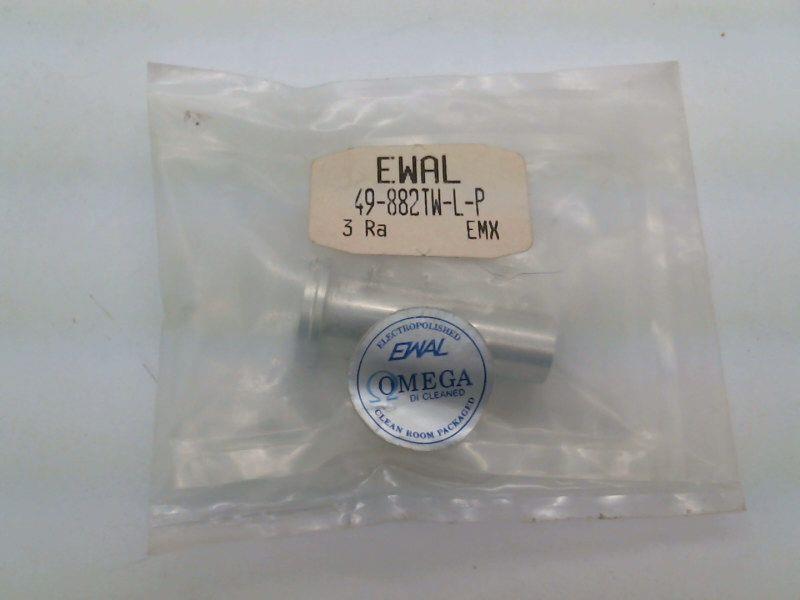 EWAL
49-882TW-L-P
3 Ra EMX
ELECTROPOLISHED
EWAL
Ω OMEGA
DI CLEANED
CLEAN ROOM PACKAGED